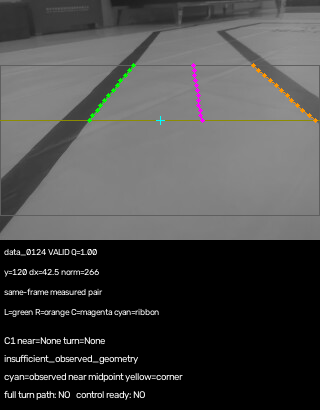 data_0124 VALID Q=1.00
y=120 dx=42.5 norm=266
same-frame measured pair
L=green R=orange C=magenta cyan=ribbon
C1 near=None turn=None
insufficient_observed_geometry
cyan=observed near midpoint yellow=corner
full turn path: NO control ready: NO